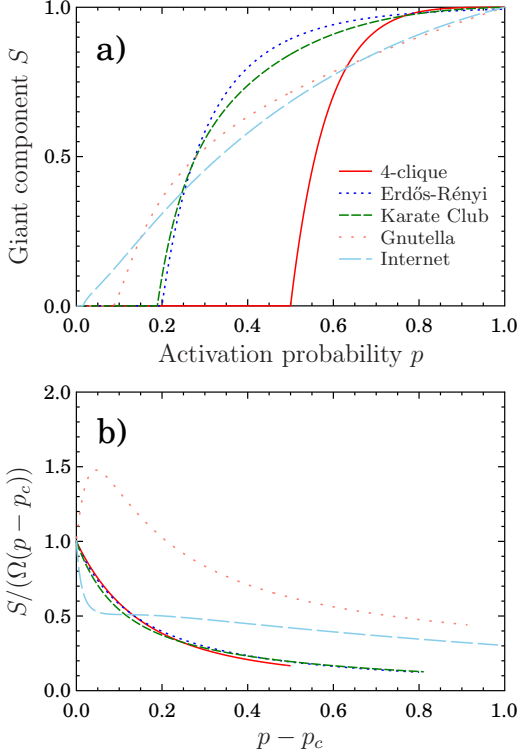 1.0
a)
0.5
0.0
Giant component S
4-clique
Erdős-Rényi
Karate Club
Gnutella
Internet
0.0 0.2 0.4 0.6 0.8 1.0
Activation probability p
2.0
b)
1.5
1.0
0.5
0.0
S/(Ω(p − p_c))
0.0 0.2 0.4 0.6 0.8 1.0
p − p_c